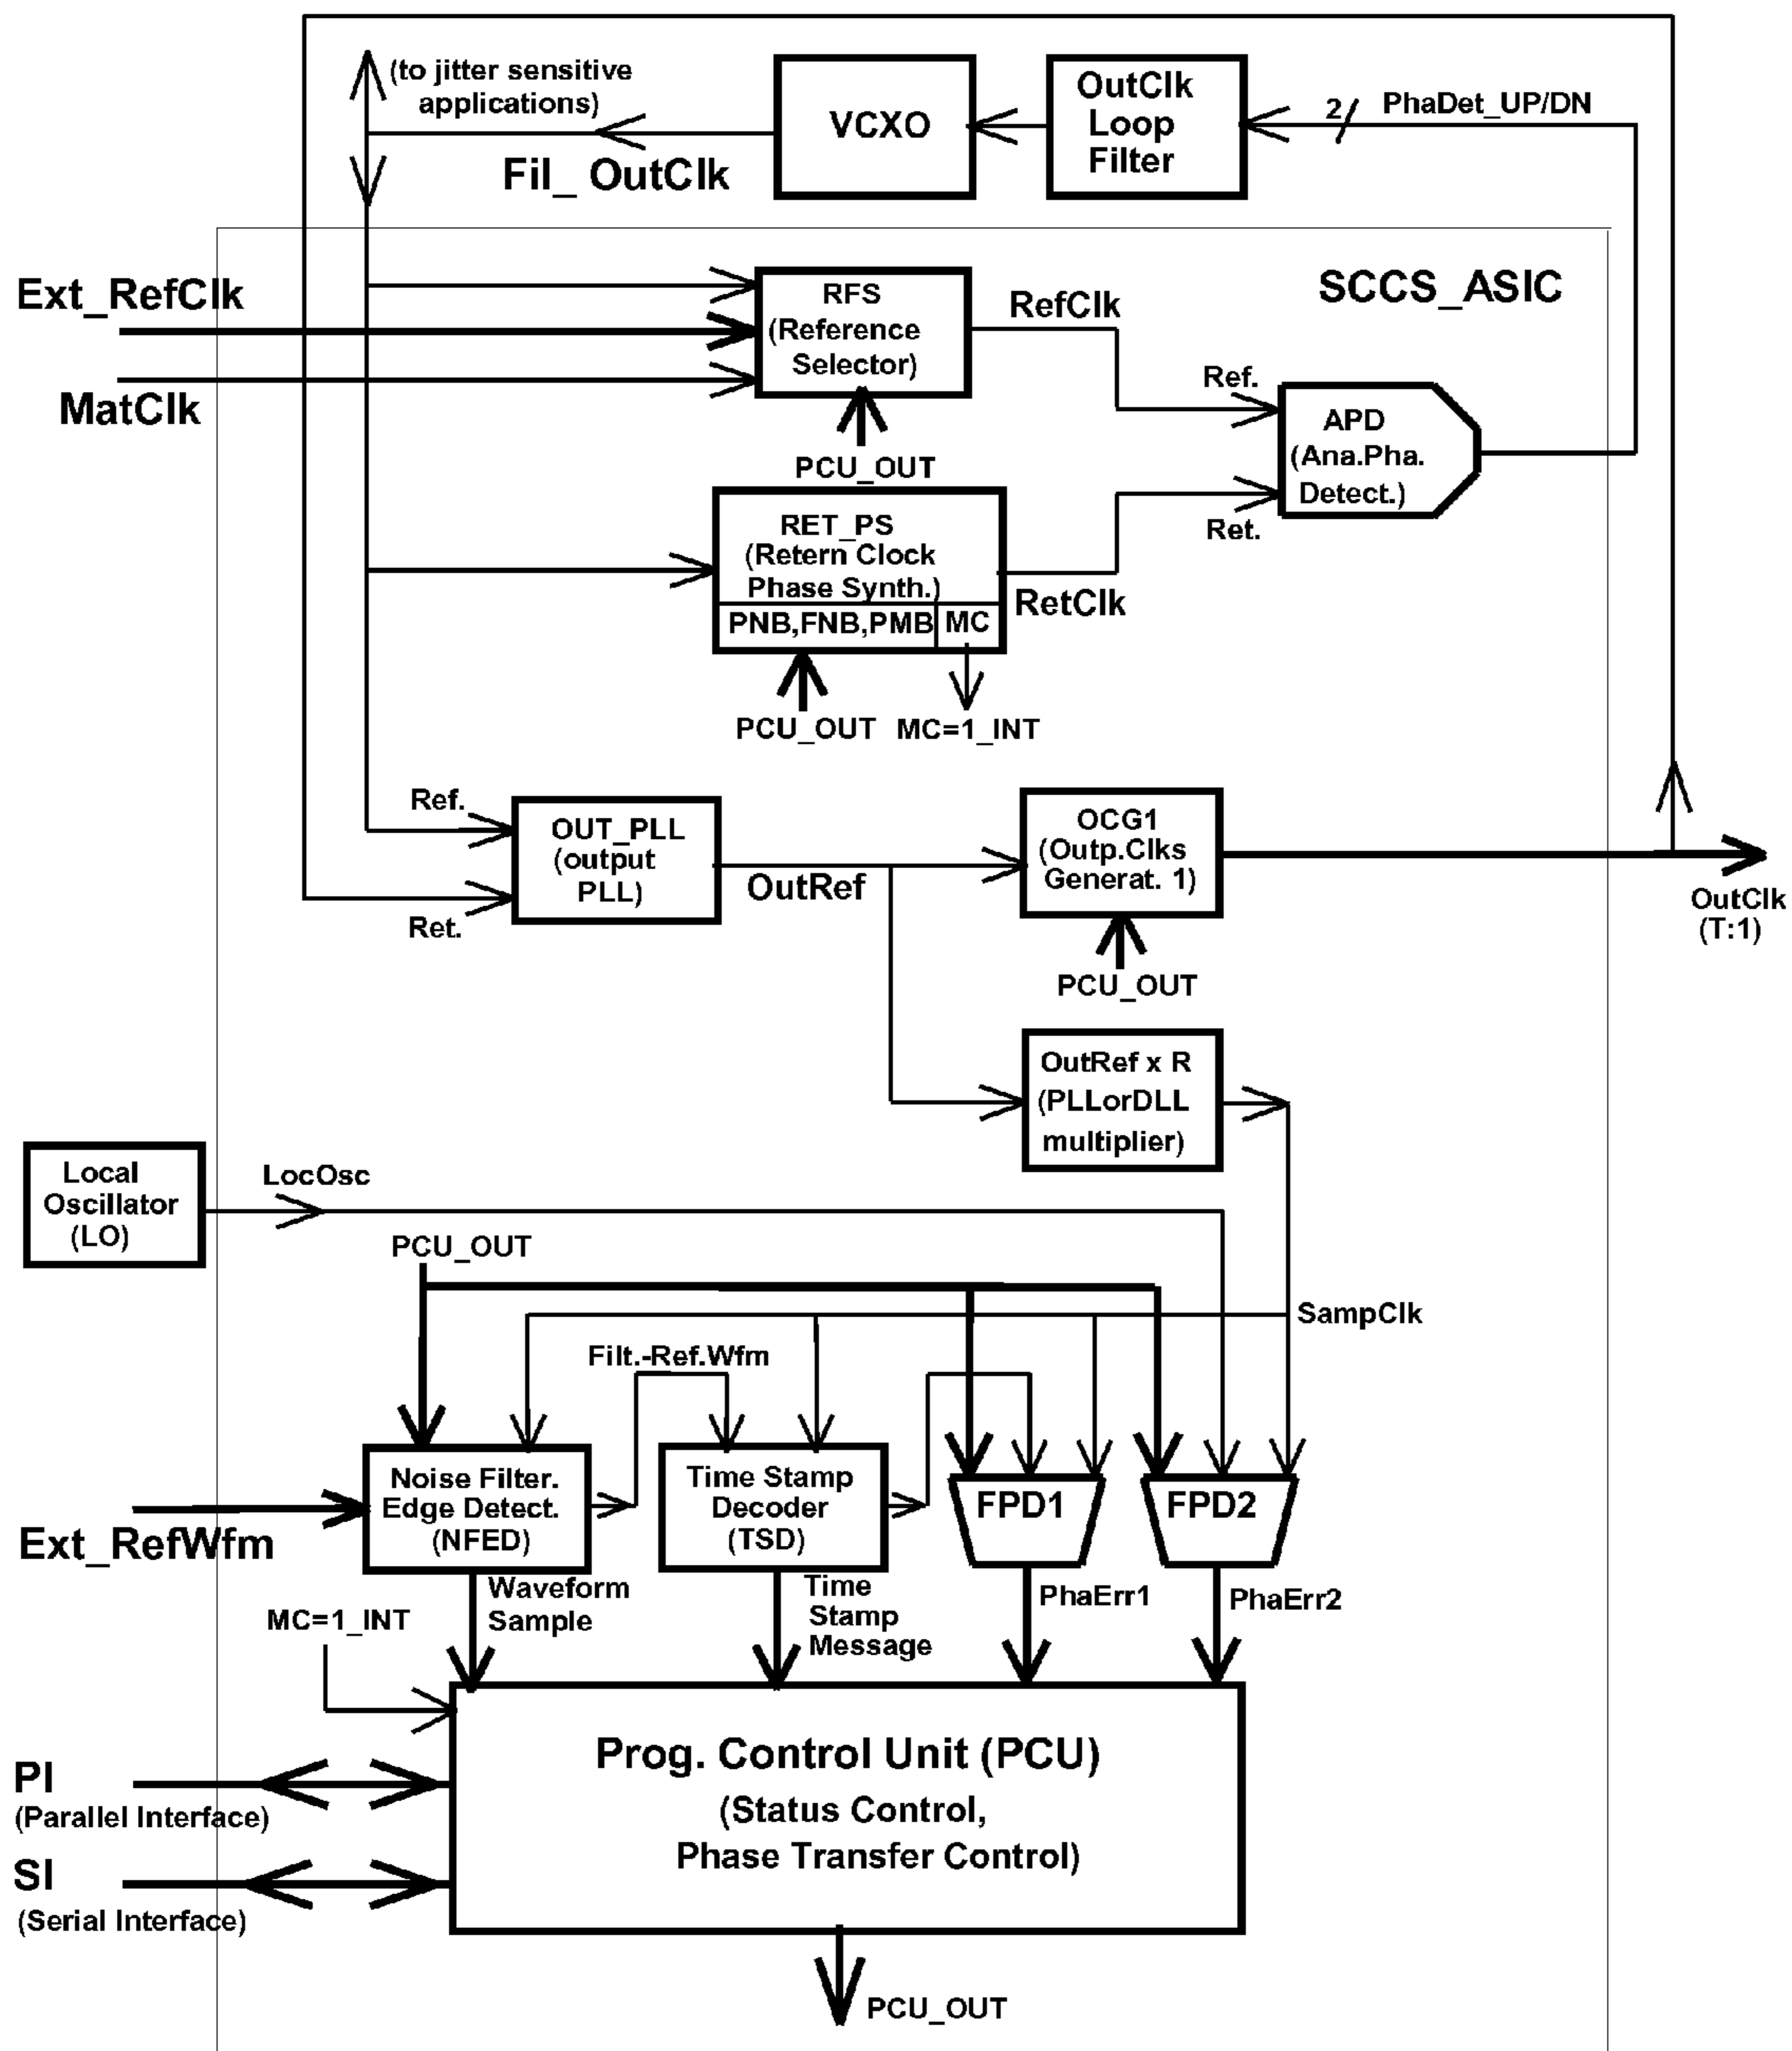 (to jitter sensitive
applications)
VCXO
OutClk
Loop
Filter
2
PhaDet_UP/DN
Fil_ OutClk
Ext_RefClk
MatClk
RFS
(Reference
Selector)
PCU_OUT
RefClk
SCCS_ASIC
Ref.
APD
(Ana.Pha.
Detect.)
Ret.
RET_PS
(Retern Clock
Phase Synth.)
PNB,FNB,PMB
MC
RetClk
PCU_OUT
MC=1_INT
Ref.
OUT_PLL
(output
PLL)
Ret.
OutRef
OCG1
(Outp.Clks
Generat. 1)
PCU_OUT
OutClk
(T:1)
OutRef x R
(PLLorDLL
multiplier)
Local
Oscillator
(LO)
LocOsc
PCU_OUT
SampClk
Filt.-Ref.Wfm
Noise Filter.
Edge Detect.
(NFED)
Time Stamp
Decoder
(TSD)
FPD1
FPD2
Ext_RefWfm
Waveform
Sample
Time
Stamp
Message
PhaErr1
PhaErr2
MC=1_INT
Prog. Control Unit (PCU)
(Status Control,
Phase Transfer Control)
PI
(Parallel Interface)
SI
(Serial Interface)
PCU_OUT